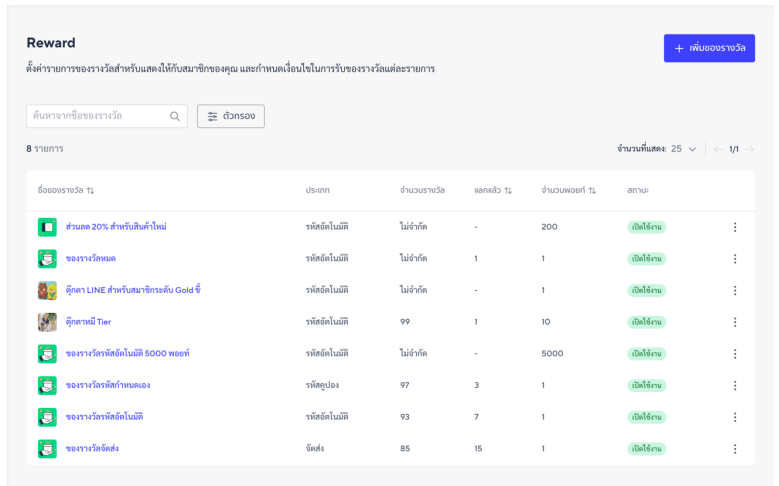 Reward
+ เพิ่มของรางวัล
ตั้งค่ารายการของรางวัลสำหรับแสดงให้กับสมาชิกของคุณ และกำหนดเงื่อนไขในการรับของรางวัลแต่ละรายการ
ค้นหาจากชื่อของรางวัล ตัวกรอง
8 รายการ จำนวนที่แสดง: 25 1/1
ชื่อของรางวัล ประเภท จำนวนรางวัล แลกแล้ว จำนวนพอยท์ สถานะ
ส่วนลด 20% สำหรับสินค้าใหม่ รหัสอัตโนมัติ ไม่จำกัด - 200 เปิดใช้งาน
ของรางวัลหมด รหัสอัตโนมัติ ไม่จำกัด 1 1 เปิดใช้งาน
ตุ๊กตา LINE สำหรับสมาชิกระดับ Gold ขึ้ รหัสอัตโนมัติ ไม่จำกัด - 1 เปิดใช้งาน
ตุ๊กตาหมี Tier รหัสอัตโนมัติ 99 1 10 เปิดใช้งาน
ของรางวัลรหัสอัตโนมัติ 5000 พอยท์ รหัสอัตโนมัติ ไม่จำกัด - 5000 เปิดใช้งาน
ของรางวัลรหัสกำหนดเอง รหัสคูปอง 97 3 1 เปิดใช้งาน
ของรางวัลรหัสอัตโนมัติ รหัสอัตโนมัติ 93 7 1 เปิดใช้งาน
ของรางวัลจัดส่ง จัดส่ง 85 15 1 เปิดใช้งาน